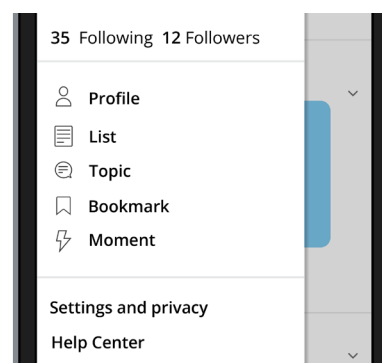 35 Following 12 Followers
Profile
List
Topic
Bookmark
Moment
Settings and privacy
Help Center